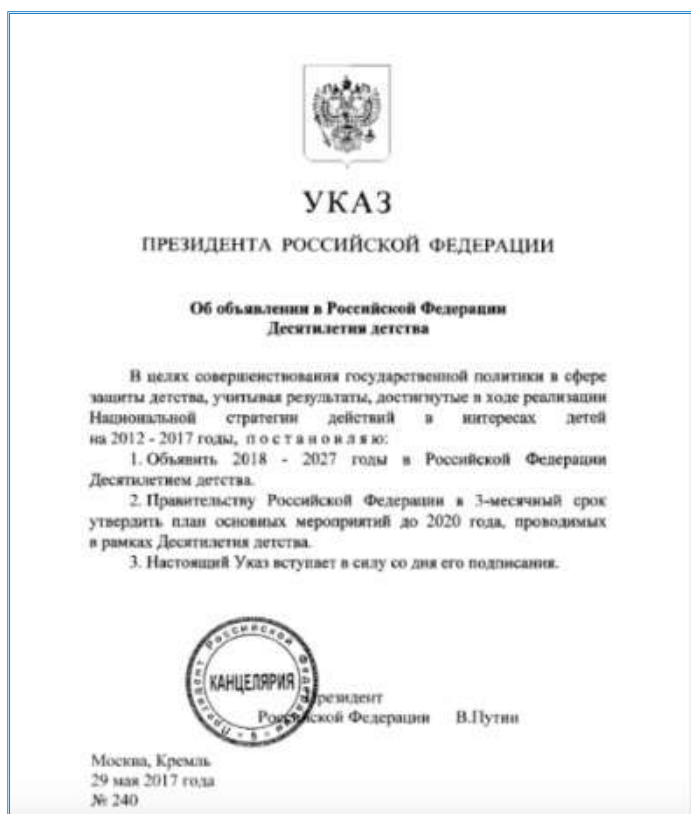 УКАЗ
ПРЕЗИДЕНТА РОССИЙСКОЙ ФЕДЕРАЦИИ
Об объявлении в Российской Федерации
Десятилетия детства
В целях совершенствования государственной политики в сфере
защиты детства, учитывая результаты, достигнутые в ходе реализации
Национальной стратегии действий в интересах детей
на 2012 - 2017 годы, п о с т а н о в л я ю:
1. Объявить 2018 - 2027 годы в Российской Федерации
Десятилетием детства.
2. Правительству Российской Федерации в 3-месячный срок
утвердить план основных мероприятий до 2020 года, проводимых
в рамках Десятилетия детства.
3. Настоящий Указ вступает в силу со дня его подписания.
Президент Российской Федерации
КАНЦЕЛЯРИЯ
6
Президент
Российской Федерации В.Путин
Москва, Кремль
29 мая 2017 года
№ 240